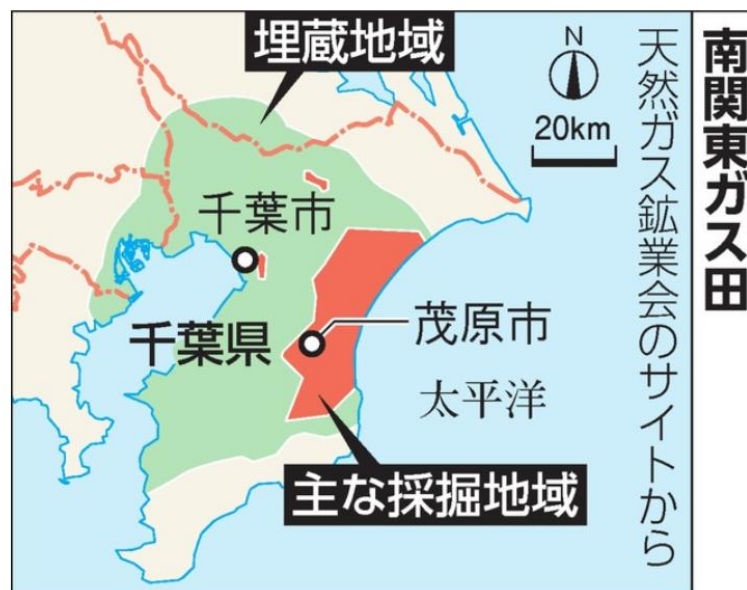 南関東ガス田
天然ガス鉱業会のサイトから
N
20km
埋蔵地域
千葉市
千葉県
茂原市
太平洋
主な採掘地域